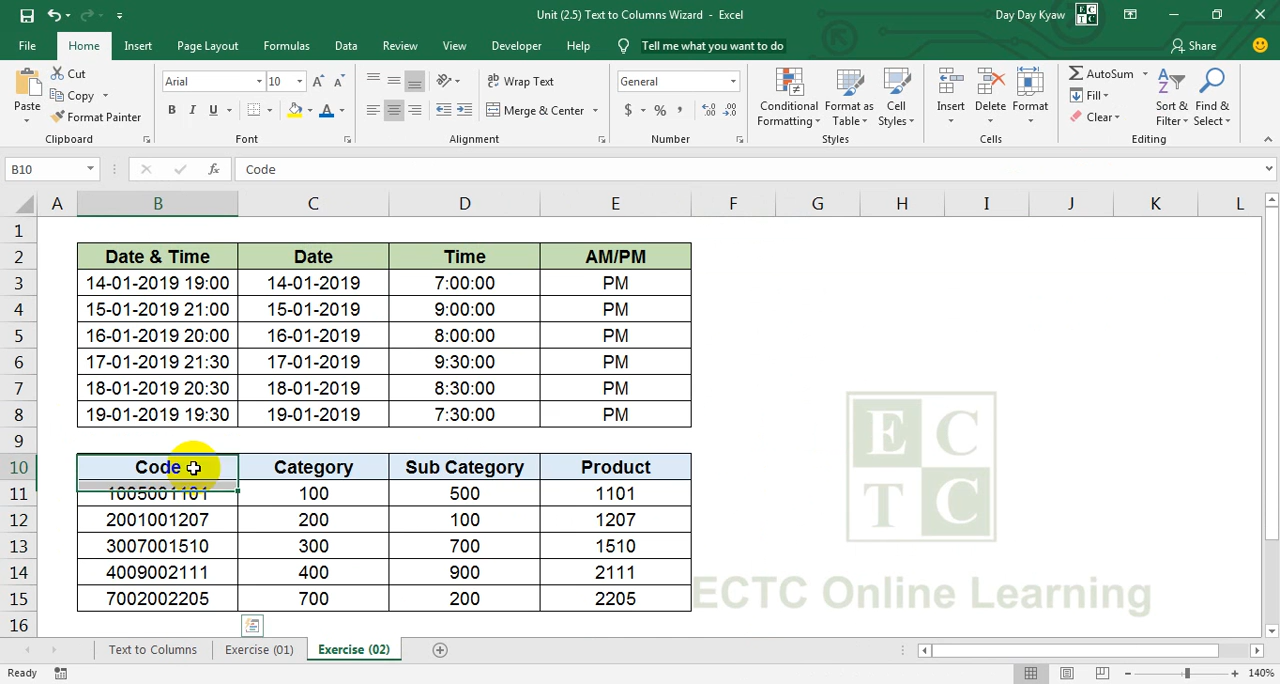 Unit (2.5) Text to Columns Wizard - Excel
Day Day Kyaw
EC
TC
File Home Insert Page Layout Formulas Data Review View Developer Help Tell me what you want to do
Share
Paste
Cut
Copy
Format Painter
Clipboard
Arial 10
B I U
Font
Wrap Text
Merge & Center
Alignment
General
$ % ,
Number
Conditional Formatting
Format as Table
Cell Styles
Styles
Insert Delete Format
Cells
AutoSum
Fill
Clear
Sort & Filter
Find & Select
Editing
B10
fx
Code
A B C D E F G H I J K L
1
2 Date & Time Date Time AM/PM
3 14-01-2019 19:00 14-01-2019 7:00:00 PM
4 15-01-2019 21:00 15-01-2019 9:00:00 PM
5 16-01-2019 20:00 16-01-2019 8:00:00 PM
6 17-01-2019 21:30 17-01-2019 9:30:00 PM
7 18-01-2019 20:30 18-01-2019 8:30:00 PM
8 19-01-2019 19:30 19-01-2019 7:30:00 PM
9
10 Code Category Sub Category Product
11 1005001101 100 500 1101
12 2001001207 200 100 1207
13 3007001510 300 700 1510
14 4009002111 400 900 2111
15 7002002205 700 200 2205
16
EC
TC
ECTC Online Learning
Text to Columns Exercise (01) Exercise (02)
Ready
140%